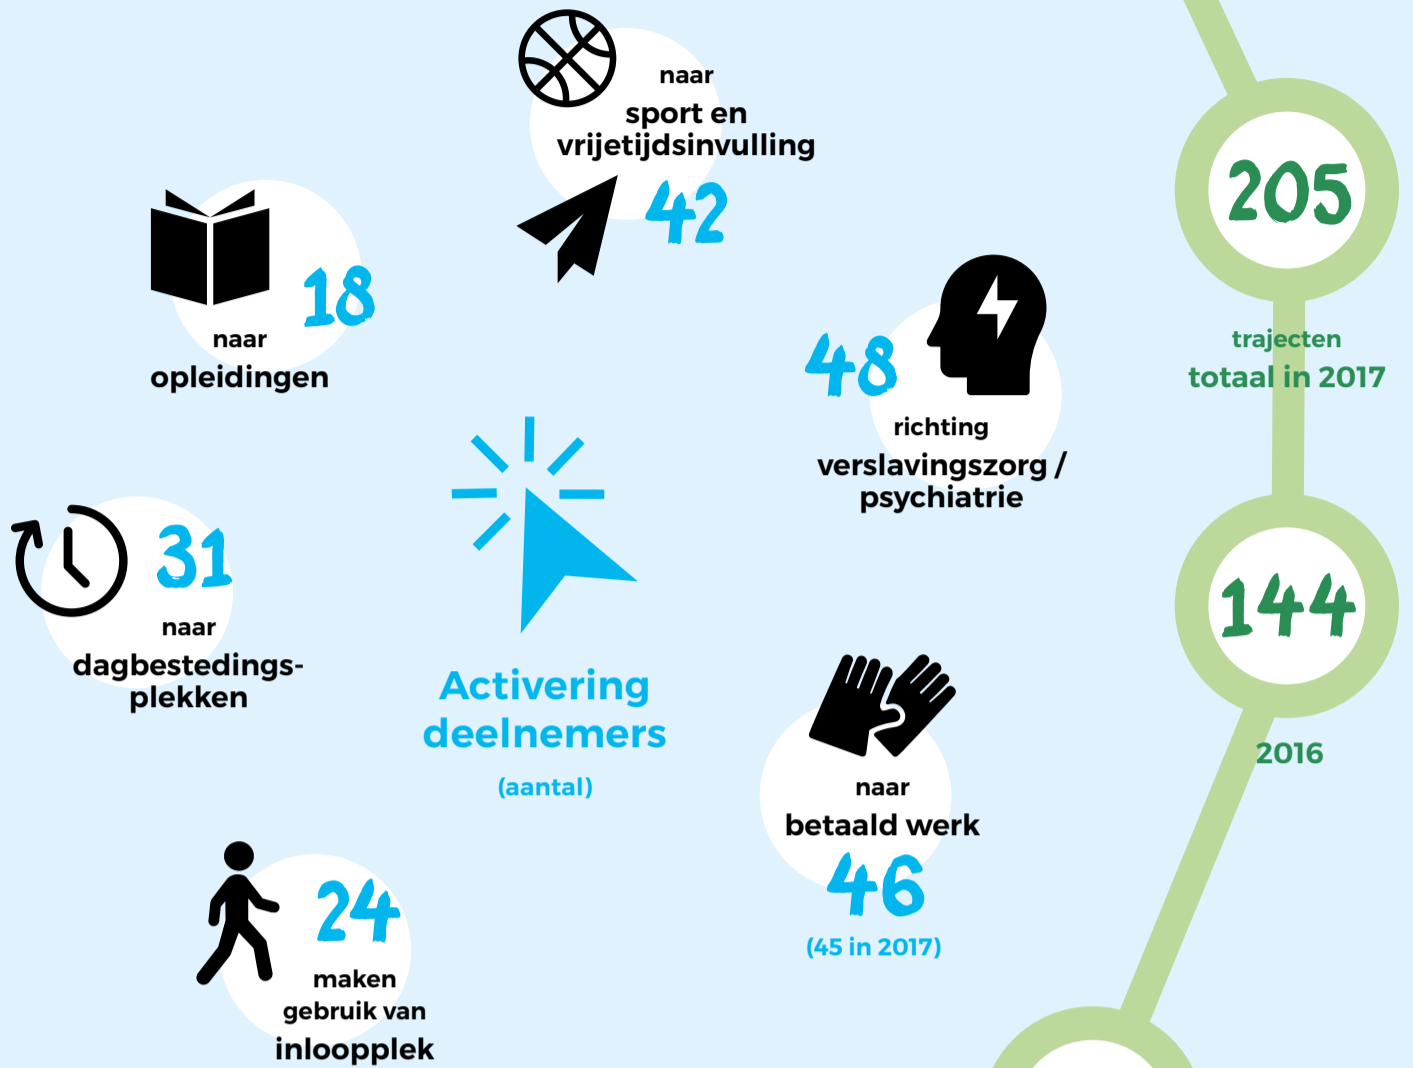 naar
sport en
vrijetijdsinvulling
42
18
naar
opleidingen
48
richting
verslavingszorg /
psychiatrie
31
naar
dagbestedings-
plekken
Activering
deelnemers
(aantal)
naar
betaald werk
46
(45 in 2017)
24
maken
gebruik van
inloopplek
205
trajecten
totaal in 2017
144
2016